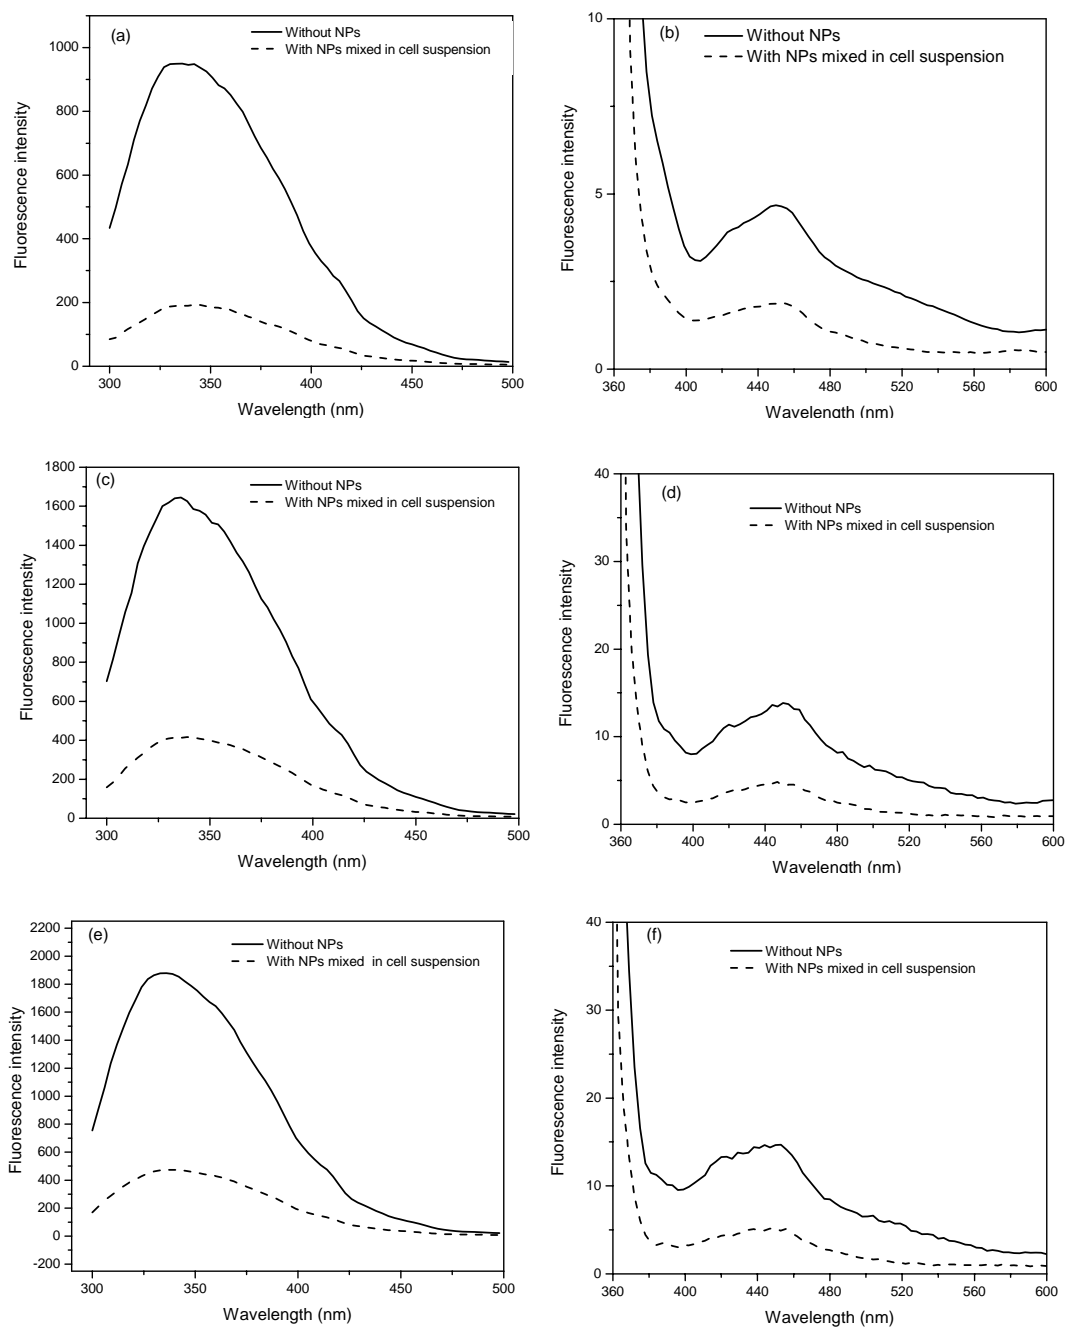 (a)
Without NPs
With NPs mixed in cell suspension
1000
800
600
400
200
0
Fluorescence intensity
300
350
400
450
500
Wavelength (nm)
(b)
Without NPs
With NPs mixed in cell suspension
10
5
0
Fluorescence intensity
360
400
440
480
520
560
600
Wavelength (nm)
(c)
Without NPs
With NPs mixed in cell suspension
1800
1600
1400
1200
1000
800
600
400
200
0
Fluorescence intensity
300
350
400
450
500
Wavelength (nm)
(d)
Without NPs
With NPs mixed in cell suspension
40
30
20
10
0
Fluorescence intensity
360
400
440
480
520
560
600
Wavelength (nm)
(e)
Without NPs
With NPs mixed in cell suspension
2200
2000
1800
1600
1400
1200
1000
800
600
400
200
0
-200
Fluorescence intensity
300
350
400
450
500
Wavelength (nm)
(f)
Without NPs
With NPs mixed in cell suspension
40
30
20
10
0
Fluorescence intensity
360
400
440
480
520
560
600
Wavelength (nm)